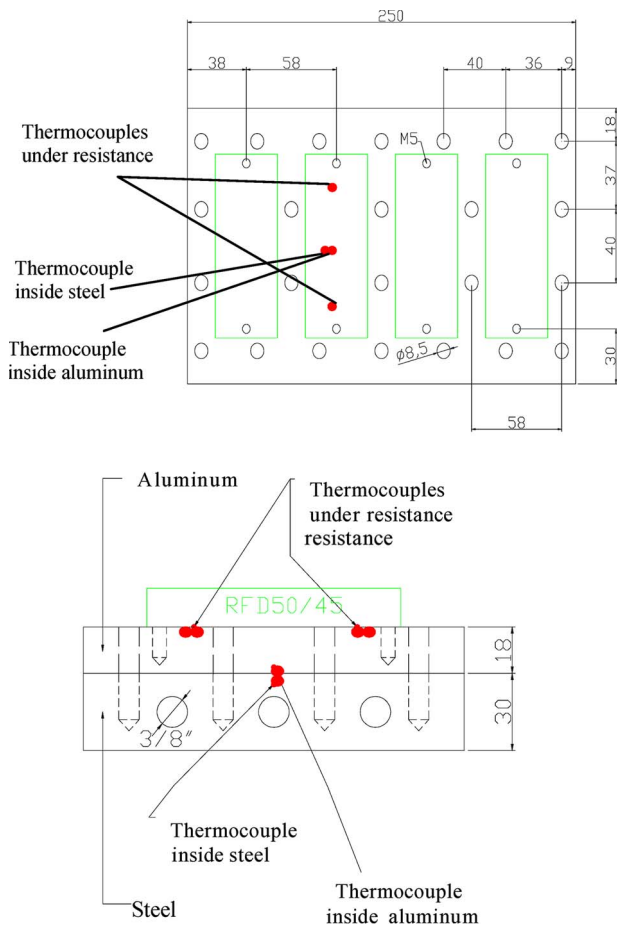 250
38
58
40
36
9
18
Thermocouples
under resistance
M5
37
40
Thermocouple
inside steel
Thermocouple
inside aluminum
ø8,5
30
58
Aluminum
Thermocouples
under resistance
resistance
RFD50/45
18
30
3/8"
Thermocouple
inside steel
Steel
Thermocouple
inside aluminum